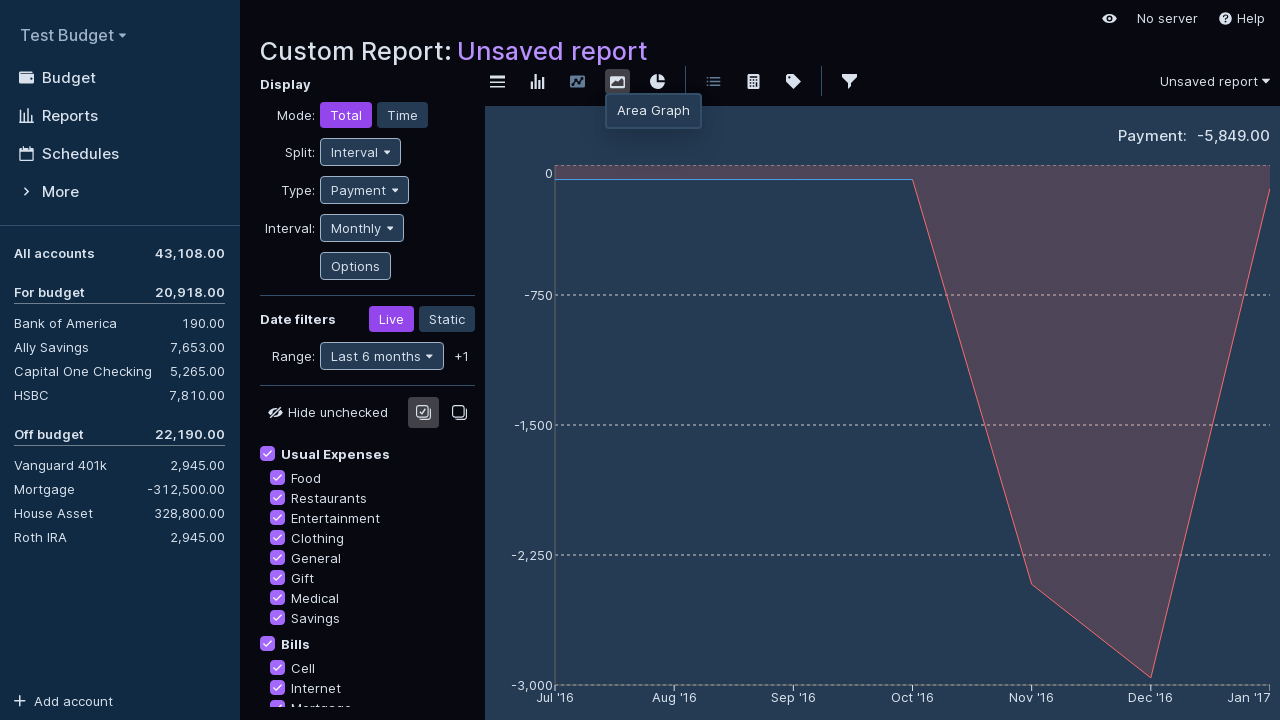 No server
Help
Test Budget
Budget
Reports
Schedules
More
All accounts 43,108.00
For budget 20,918.00
Bank of America 190.00
Ally Savings 7,653.00
Capital One Checking 5,265.00
HSBC 7,810.00
Off budget 22,190.00
Vanguard 401k 2,945.00
Mortgage -312,500.00
House Asset 328,800.00
Roth IRA 2,945.00
Add account
Custom Report: Unsaved report
Display
Mode: Total Time
Split: Interval
Type: Payment
Interval: Monthly
Options
Date filters Live Static
Range: Last 6 months +1
Hide unchecked
Usual Expenses
Food
Restaurants
Entertainment
Clothing
General
Gift
Medical
Savings
Bills
Cell
Internet
Mortgage
Unsaved report
Area Graph
Payment: -5,849.00
0
-750
-1,500
-2,250
-3,000
Jul '16 Aug '16 Sep '16 Oct '16 Nov '16 Dec '16 Jan '17